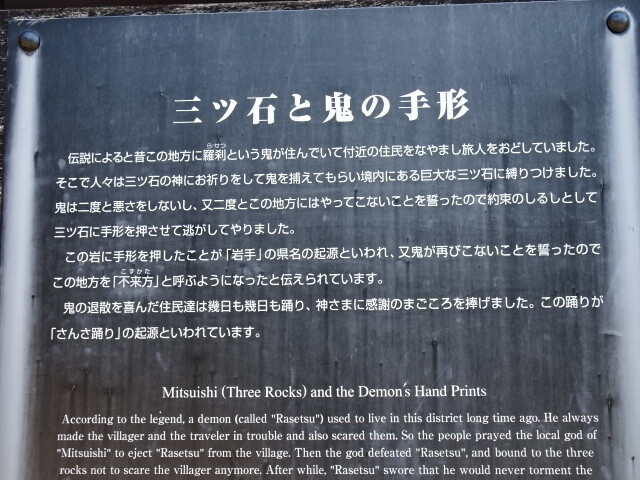 三ツ石と鬼の手形
伝説によると昔この地方に羅刹という鬼が住んでいて付近の住民をなやまし旅人をおどしていました。
らせつ
そこで人々は三ツ石の神にお祈りをして鬼を捕えてもらい境内にある巨大な三ツ石に縛りつけました。
鬼は二度と悪さをしないし、又二度とこの地方にはやってこないことを誓ったので約束のしるしとして
三ツ石に手形を押させて逃がしてやりました。
この岩に手形を押したことが「岩手」の県名の起源といわれ、又鬼が再びこないことを誓ったので
この地方を「不来方」と呼ぶようになったと伝えられています。
こずかた
鬼の退散を喜んだ住民達は幾日も幾日も踊り、神さまに感謝のまごころを捧げました。この踊りが
「さんさ踊り」の起源といわれています。
Mitsuishi (Three Rocks) and the Demon's Hand Prints
According to the legend, a demon (called "Rasetsu") used to live in this district long time ago. He always
made the villager and the traveler in trouble and also scared them. So the people prayed the local god of
"Mitsuishi" to eject "Rasetsu" from the village. Then the god defeated "Rasetsu", and bound to the three
rocks not to scare the villager anymore. After while, "Rasetsu" swore that he would never torment the